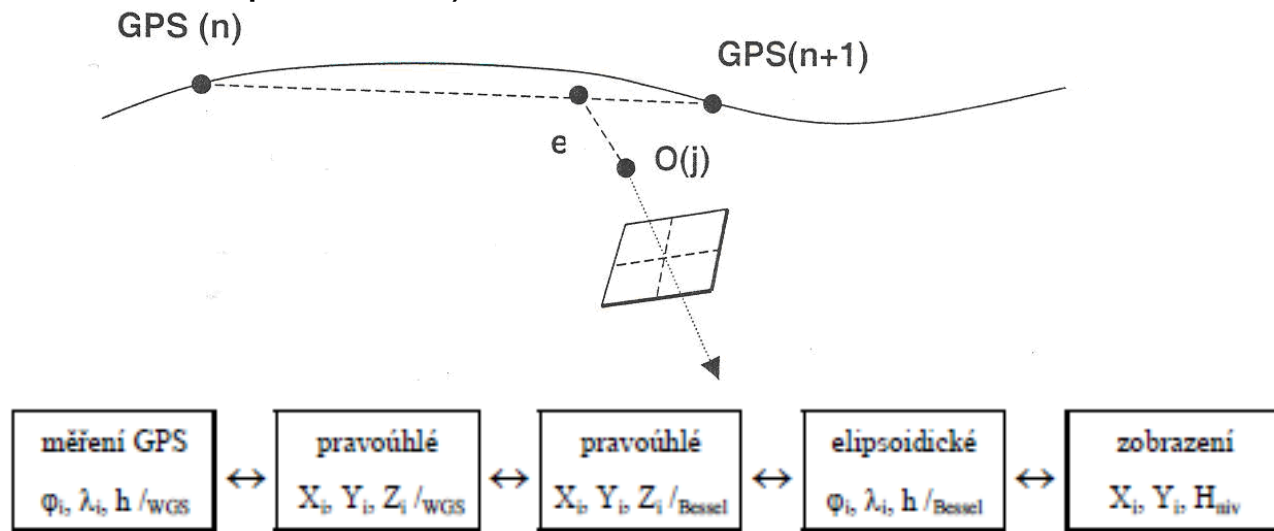 GPS (n)
GPS(n+1)
e
O(j)
měření GPS
φᵢ, λᵢ, h /WGS
↔
pravoúhlé
Xᵢ, Yᵢ, Zᵢ /WGS
↔
pravoúhlé
Xᵢ, Yᵢ, Zᵢ /Bessel
↔
elipsoidické
φᵢ, λᵢ, h /Bessel
↔
zobrazení
Xᵢ, Yᵢ, Hniv